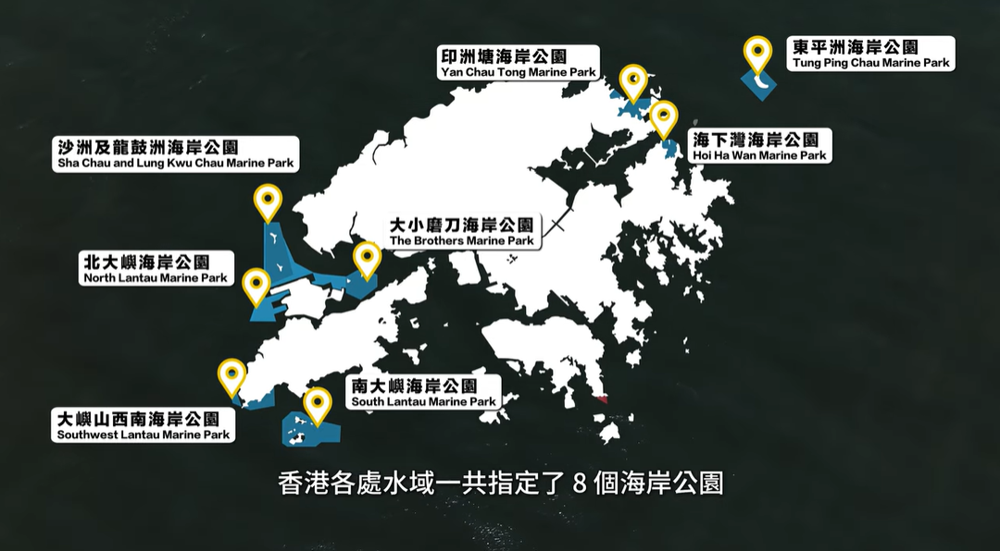 印洲塘海岸公園
Yan Chau Tong Marine Park
東平洲海岸公園
Tung Ping Chau Marine Park
海下灣海岸公園
Hoi Ha Wan Marine Park
沙洲及龍鼓洲海岸公園
Sha Chau and Lung Kwu Chau Marine Park
大小磨刀海岸公園
The Brothers Marine Park
北大嶼海岸公園
North Lantau Marine Park
南大嶼海岸公園
South Lantau Marine Park
大嶼山西南海岸公園
Southwest Lantau Marine Park
香港各處水域一共指定了 8 個海岸公園